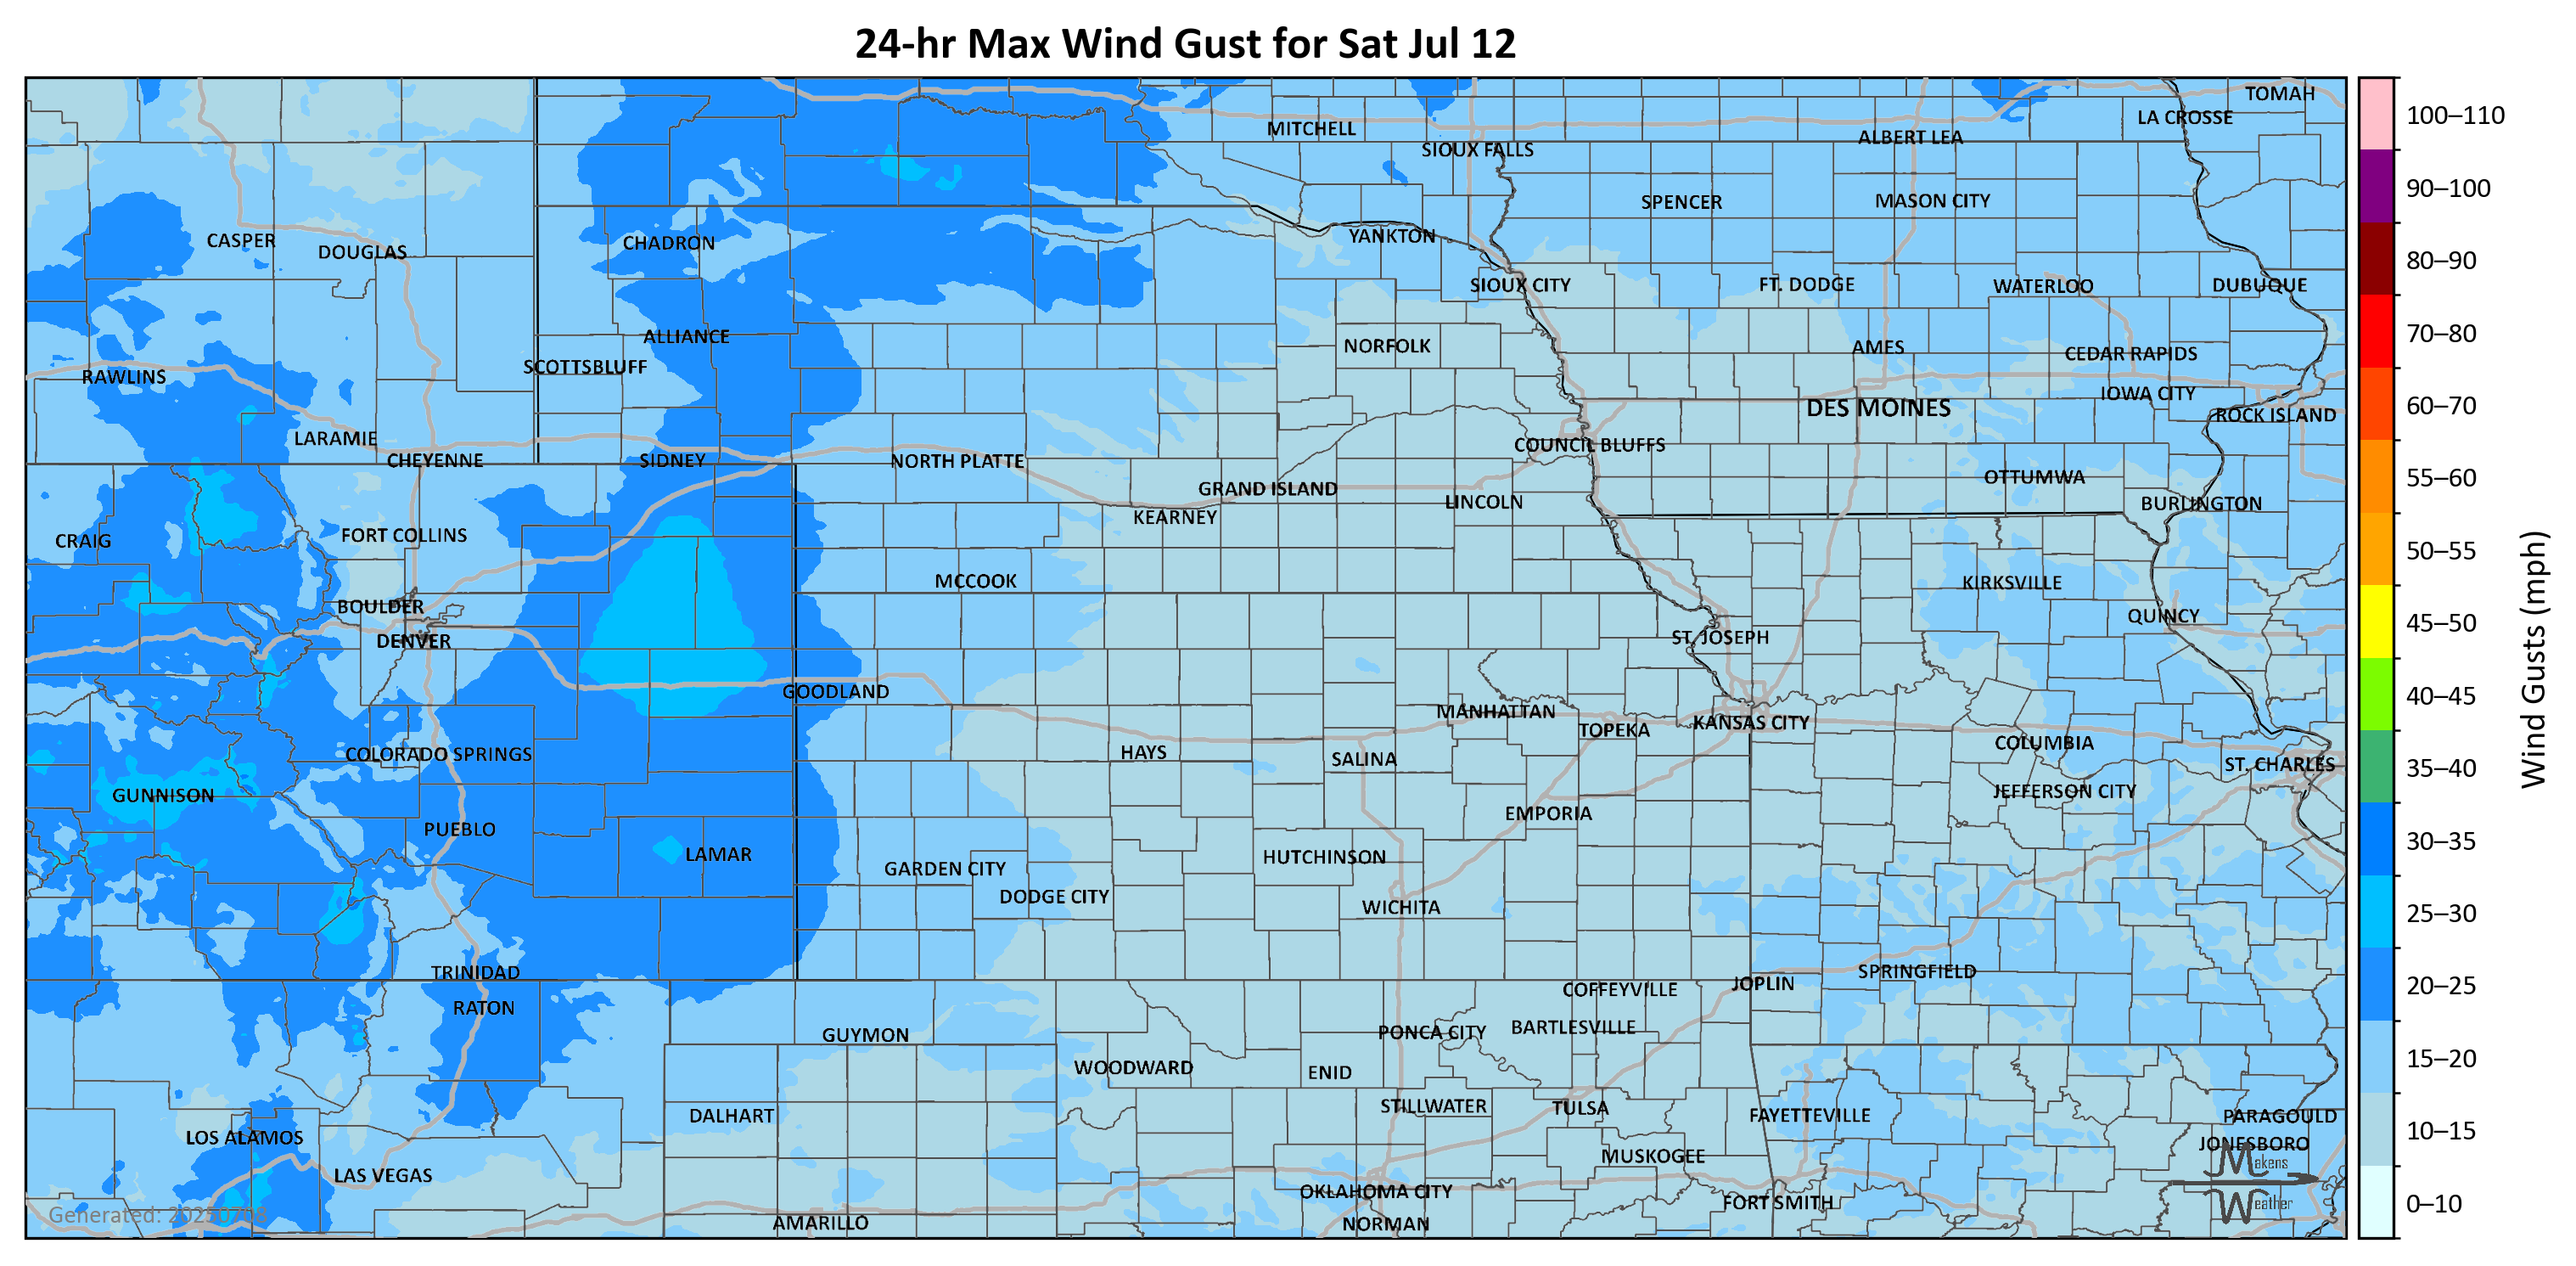 24-hr Max Wind Gust for Sat Jul 12
TOMAH
LA CROSSE
MITCHELL
ALBERT LEA
SIOUX FALLS
SPENCER
MASON CITY
CASPER
DOUGLAS
CHADRON
YANKTON
SIOUX CITY
FT. DODGE
WATERLOO
DUBUQUE
ALLIANCE
NORFOLK
AMES
CEDAR RAPIDS
SCOTTSBLUFF
RAWLINS
IOWA CITY
DES MOINES
ROCK ISLAND
LARAMIE
COUNCIL BLUFFS
CHEYENNE
SIDNEY
NORTH PLATTE
OTTUMWA
GRAND ISLAND
LINCOLN
BURLINGTON
KEARNEY
CRAIG
FORT COLLINS
MCCOOK
KIRKSVILLE
BOULDER
QUINCY
DENVER
ST. JOSEPH
GOODLAND
MANHATTAN
TOPEKA
KANSAS CITY
COLORADO SPRINGS
HAYS
SALINA
COLUMBIA
ST. CHARLES
GUNNISON
JEFFERSON CITY
EMPORIA
PUEBLO
LAMAR
HUTCHINSON
GARDEN CITY
DODGE CITY
WICHITA
TRINIDAD
SPRINGFIELD
JOPLIN
COFFEYVILLE
RATON
GUYMON
PONCA CITY
BARTLESVILLE
WOODWARD
ENID
DALHART
STILLWATER
TULSA
FAYETTEVILLE
PARAGOULD
LOS ALAMOS
JONESBORO
MUSKOGEE
LAS VEGAS
OKLAHOMA CITY
FORT SMITH
AMARILLO
NORMAN
Generated: 20250708
Makens
Weather
100–110
90–100
80–90
70–80
60–70
55–60
50–55
45–50
40–45
35–40
30–35
25–30
20–25
15–20
10–15
0–10
Wind Gusts (mph)